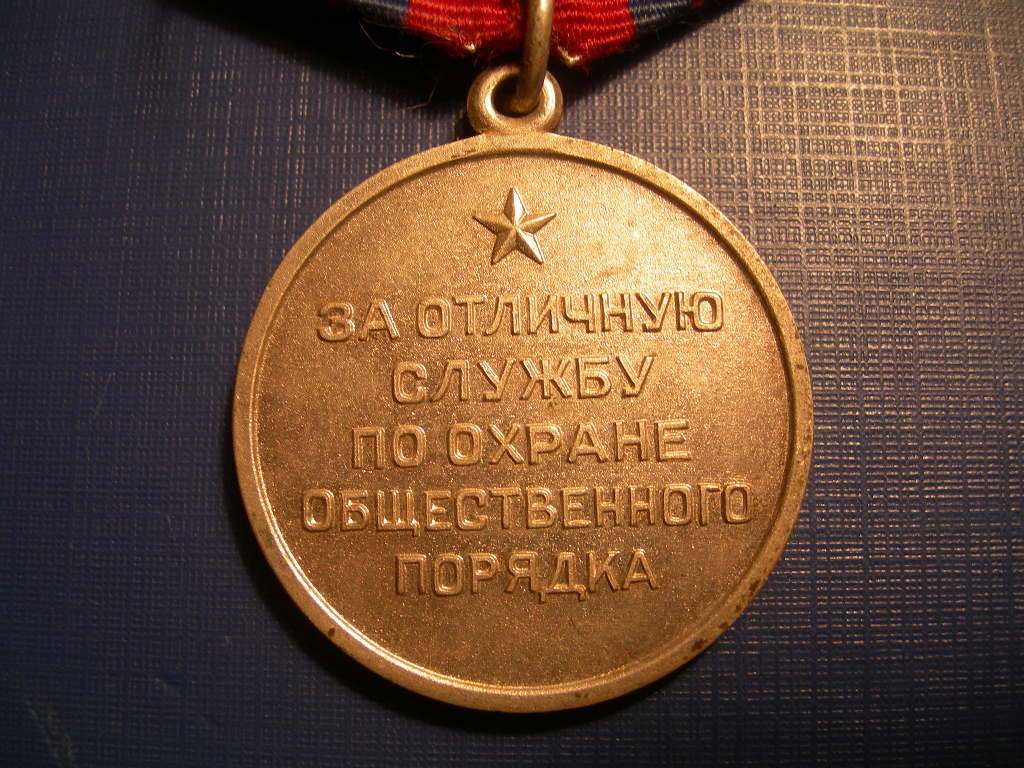 ЗА ОТЛИЧНУЮ
СЛУЖБУ
ПО ОХРАНЕ
ОБЩЕСТВЕННОГО
ПОРЯДКА